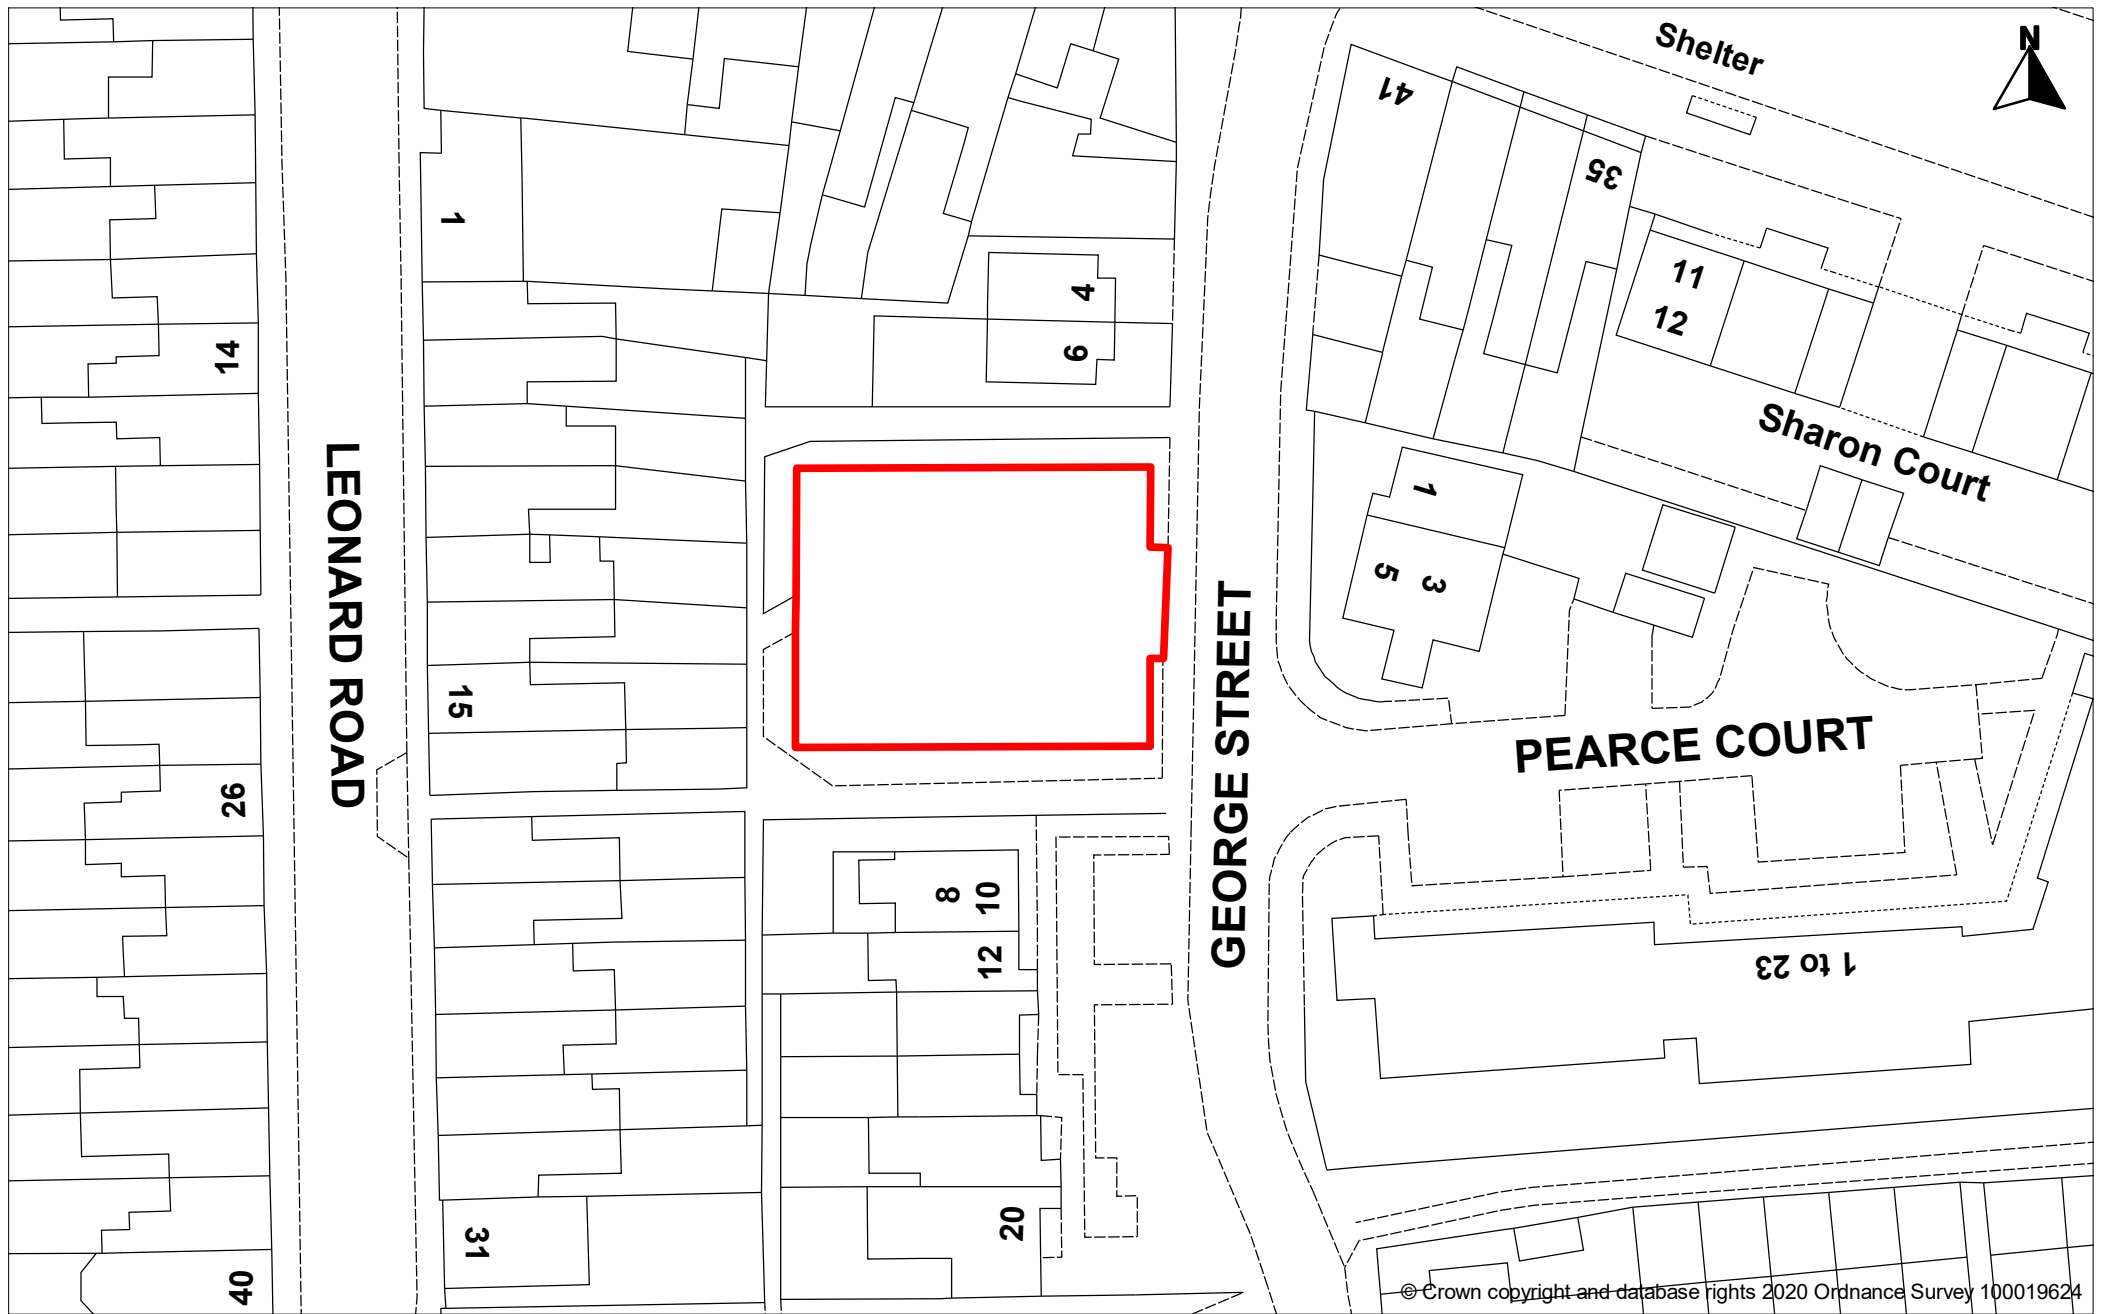 Shelter
N
41
35
1
11
4
12
14
6
Sharon Court
1
LEONARD ROAD
5 3
GEORGE STREET
15
PEARCE COURT
26
8 10
12
1 to 23
20
31
40
© Crown copyright and database rights 2020 Ordnance Survey 100019624